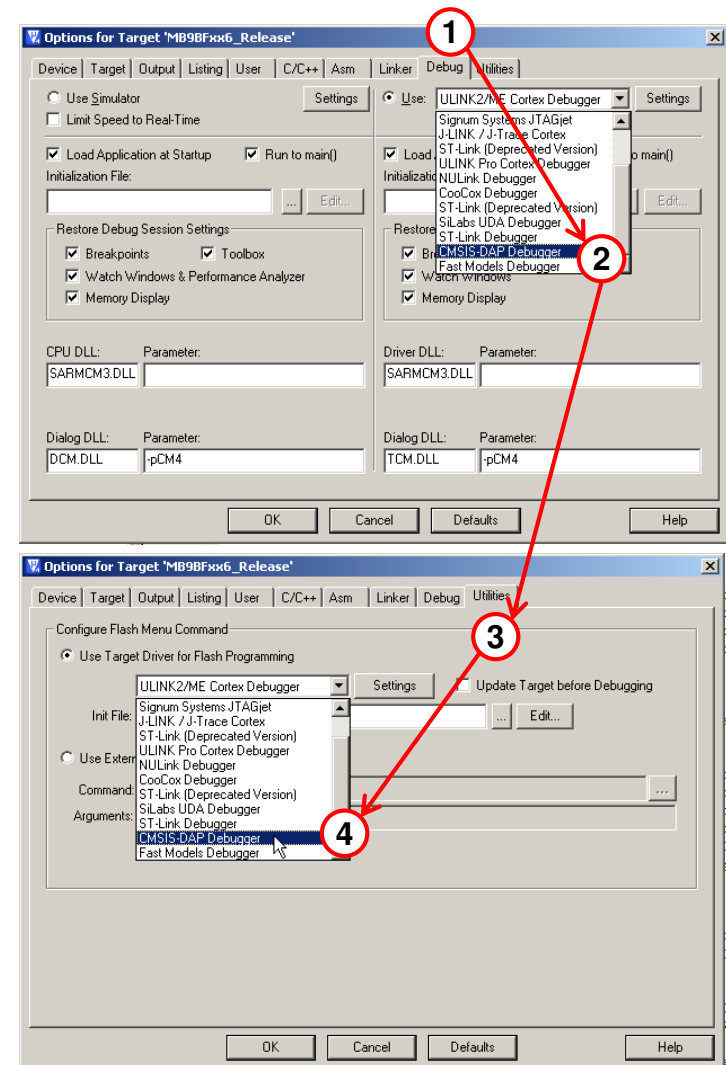 Options for Target 'MB9BFxx6_Release'
1
Device Target Output Listing User C/C++ Asm Linker Debug Utilities
Use Simulator Settings Use: ULINK2/ME Cortex Debugger Settings
Limit Speed to Real-Time
Signum Systems JTAGjet
J-LINK / J-Trace Cortex
ST-Link (Deprecated Version)
ULINK Pro Cortex Debugger
NULink Debugger
CooCox Debugger
ST-Link (Deprecated Version)
SiLabs UDA Debugger
ST-Link Debugger
CMSIS-DAP Debugger
Fast Models Debugger
2
Load Application at Startup Run to main() Load o main()
Initialization File: Initializatio
... Edit... Edit...
Restore Debug Session Settings Restore
Breakpoints Toolbox Br
Watch Windows & Performance Analyzer Watch Windows
Memory Display Memory Display
CPU DLL: Parameter: Driver DLL: Parameter:
SARMCM3.DLL SARMCM3.DLL
Dialog DLL: Parameter: Dialog DLL: Parameter:
DCM.DLL -pCM4 TCM.DLL -pCM4
OK Cancel Defaults Help
Options for Target 'MB9BFxx6_Release'
Device Target Output Listing User C/C++ Asm Linker Debug Utilities
Configure Flash Menu Command
3
Use Target Driver for Flash Programming
ULINK2/ME Cortex Debugger Settings Update Target before Debugging
Init File: ... Edit...
Signum Systems JTAGjet
J-LINK / J-Trace Cortex
ST-Link (Deprecated Version)
ULINK Pro Cortex Debugger
NULink Debugger
CooCox Debugger
ST-Link (Deprecated Version)
SiLabs UDA Debugger
ST-Link Debugger
CMSIS-DAP Debugger
Fast Models Debugger
4
Use Extern
Command: ...
Arguments:
OK Cancel Defaults Help